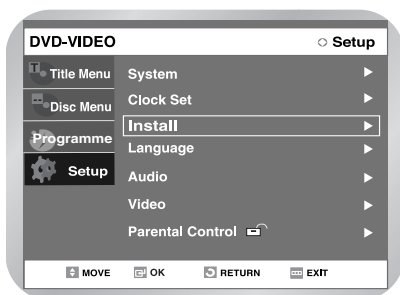 DVD-VIDEO Setup
Title Menu
Disc Menu
Programme
Setup
System
Clock Set
Install
Language
Audio
Video
Parental Control
MOVE OK RETURN EXIT